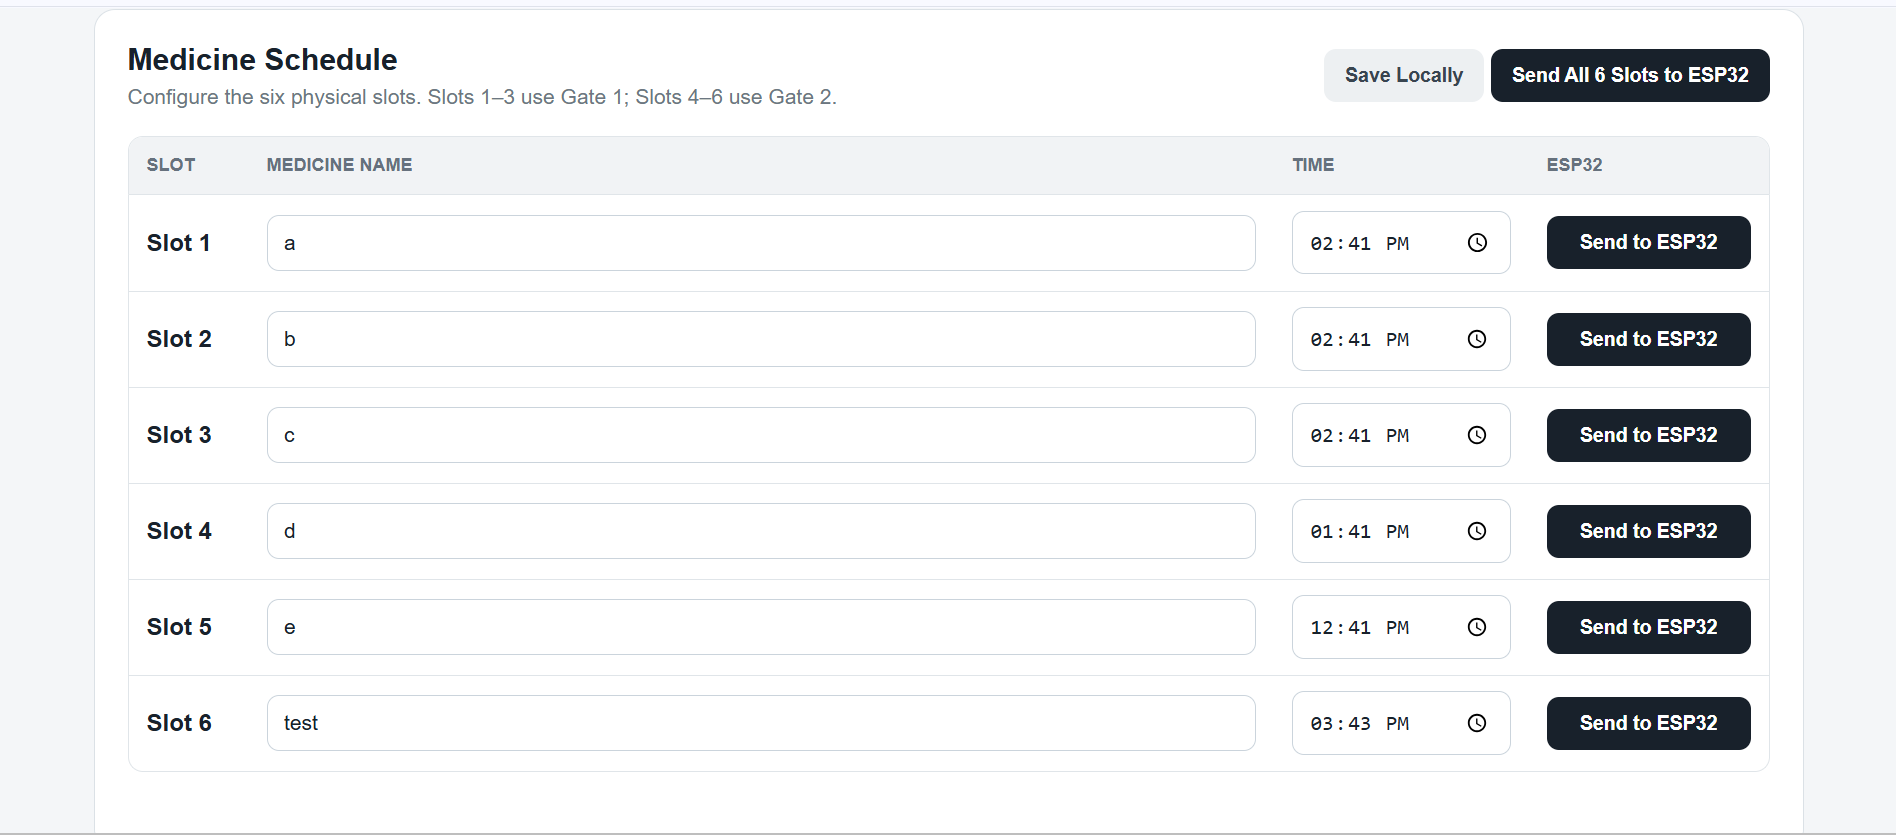 Medicine Schedule
Configure the six physical slots. Slots 1–3 use Gate 1; Slots 4–6 use Gate 2.
Save Locally
Send All 6 Slots to ESP32
SLOT MEDICINE NAME TIME ESP32
Slot 1 a 02:41 PM Send to ESP32
Slot 2 b 02:41 PM Send to ESP32
Slot 3 c 02:41 PM Send to ESP32
Slot 4 d 01:41 PM Send to ESP32
Slot 5 e 12:41 PM Send to ESP32
Slot 6 test 03:43 PM Send to ESP32